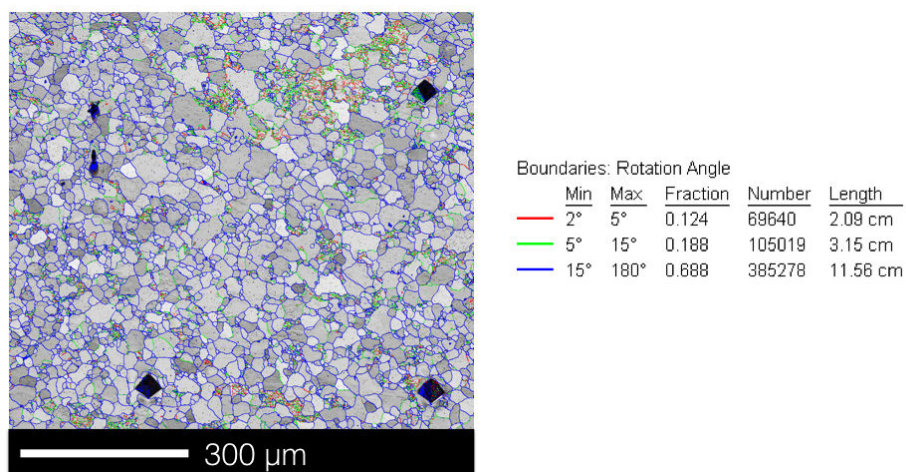 Boundaries: Rotation Angle
Min Max Fraction Number Length
2° 5° 0.124 69640 2.09 cm
5° 15° 0.188 105019 3.15 cm
15° 180° 0.688 385278 11.56 cm
300 μm